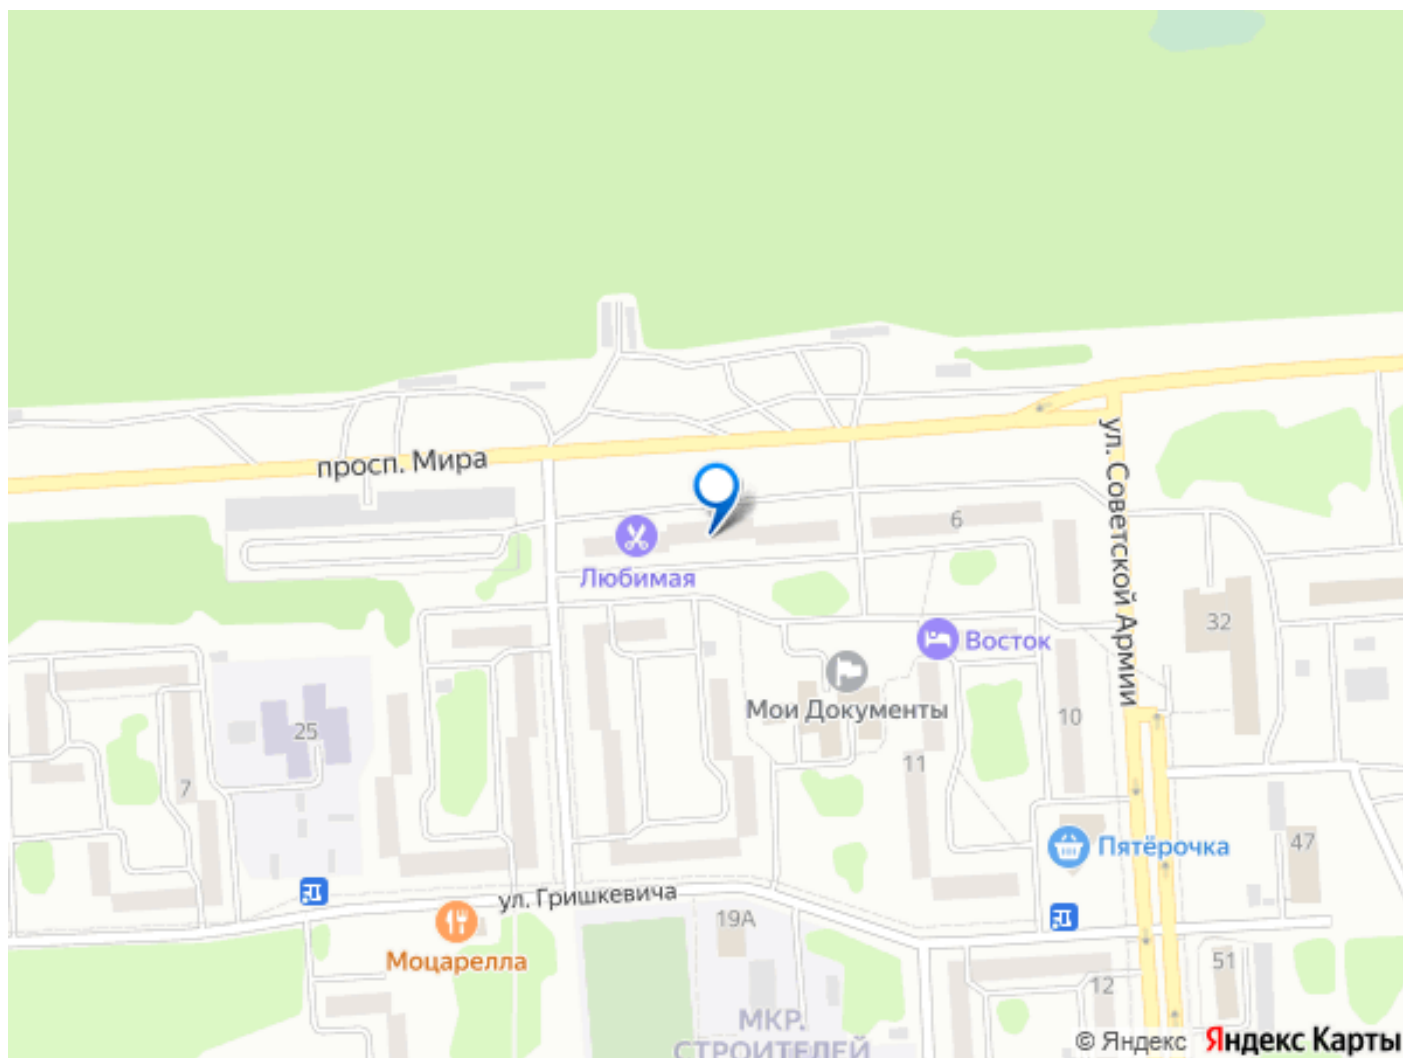 просп. Мира
ул. Советской Армии
6
Любимая
32
Восток
Мои Документы
10
25
11
7
Пятёрочка
47
ул. Гришкевича
19А
Моцарелла
51
12
МКР.
СТРОИТЕЛЕЙ
© Яндекс Яндекс Карты